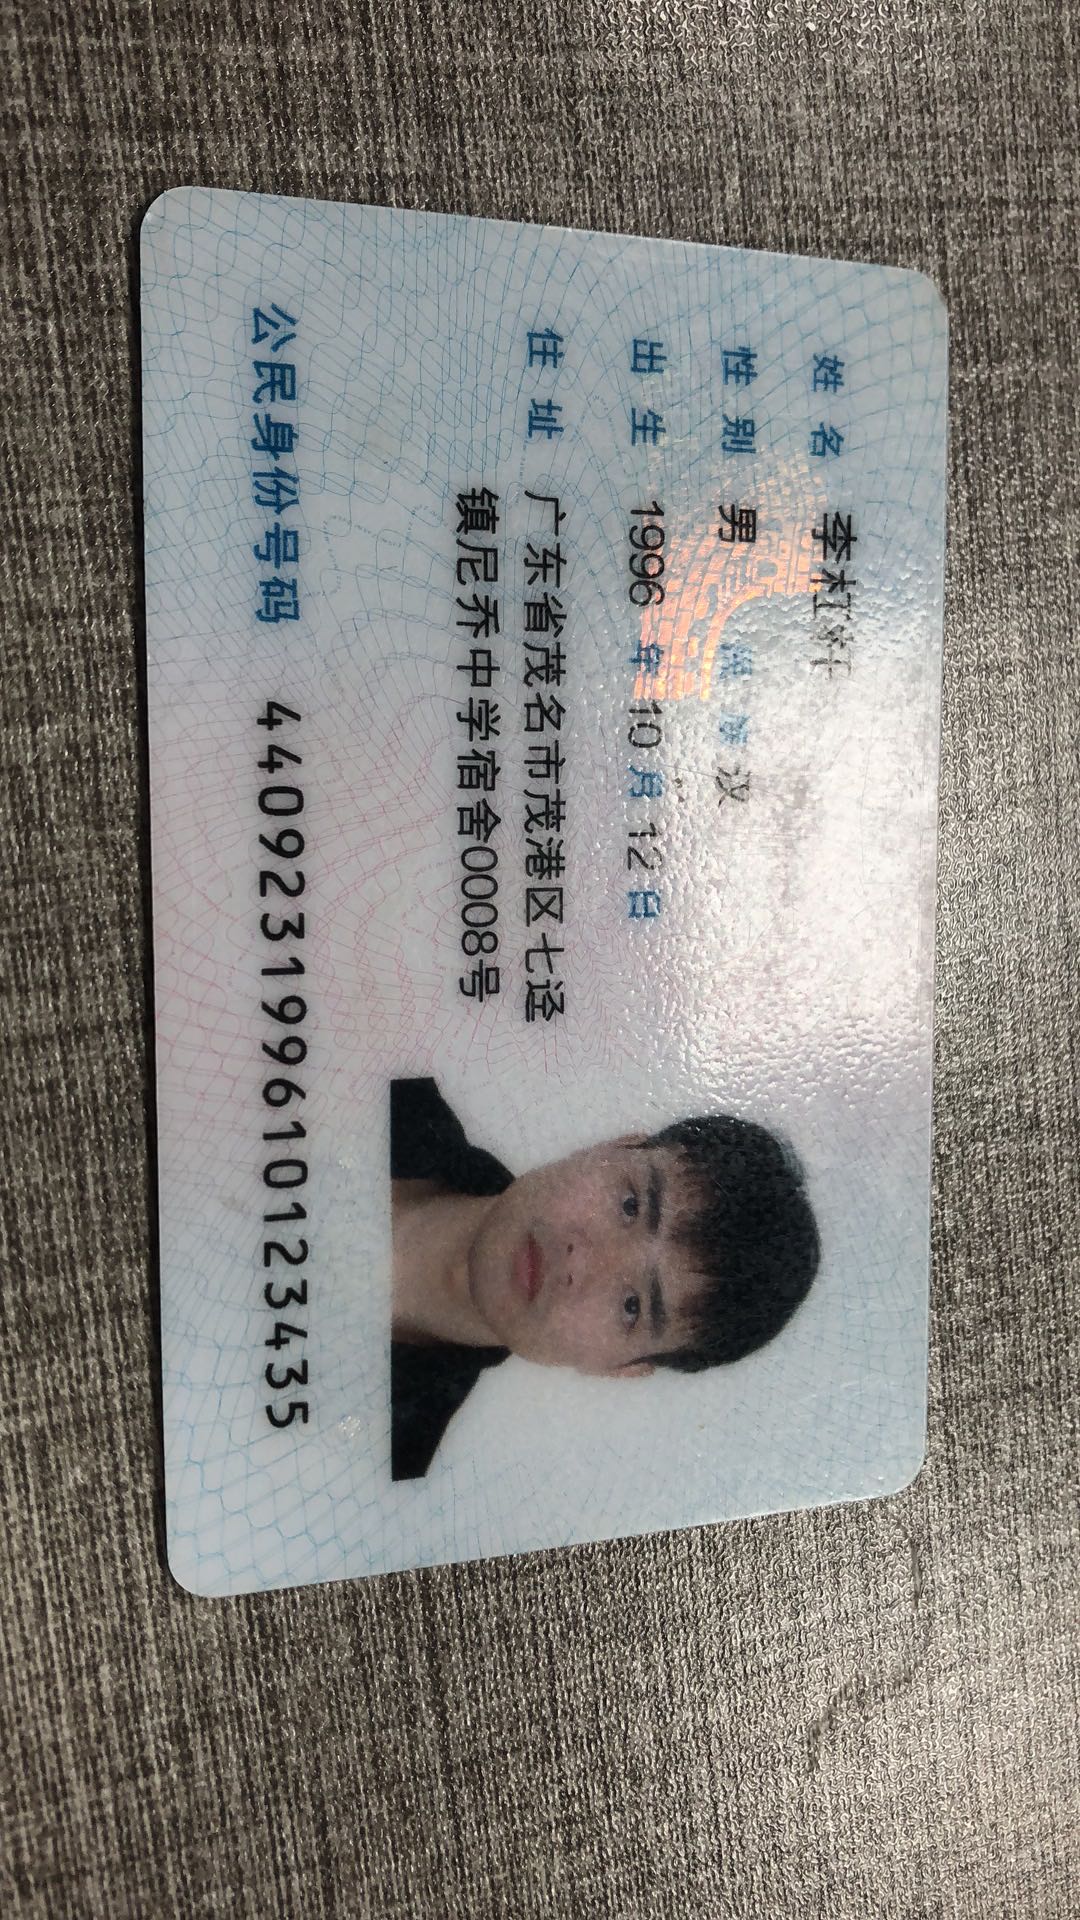 姓名 李杜
性别 男 民族 汉
出生 1996 年 10 月 12 日
住址 广东省茂名市茂港区七迳
镇尼乔中学宿舍0008号
公民身份号码 440923199610123435